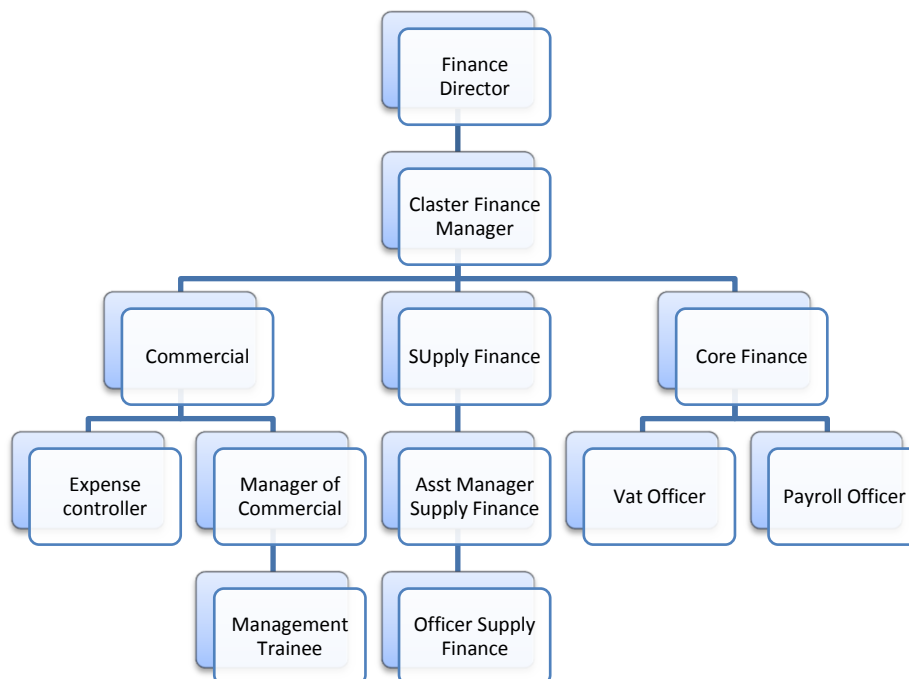 Finance
Director
Claster Finance
Manager
Commercial
SUpply Finance
Core Finance
Expense
controller
Manager of
Commercial
Asst Manager
Supply Finance
Vat Officer
Payroll Officer
Management
Trainee
Officer Supply
Finance